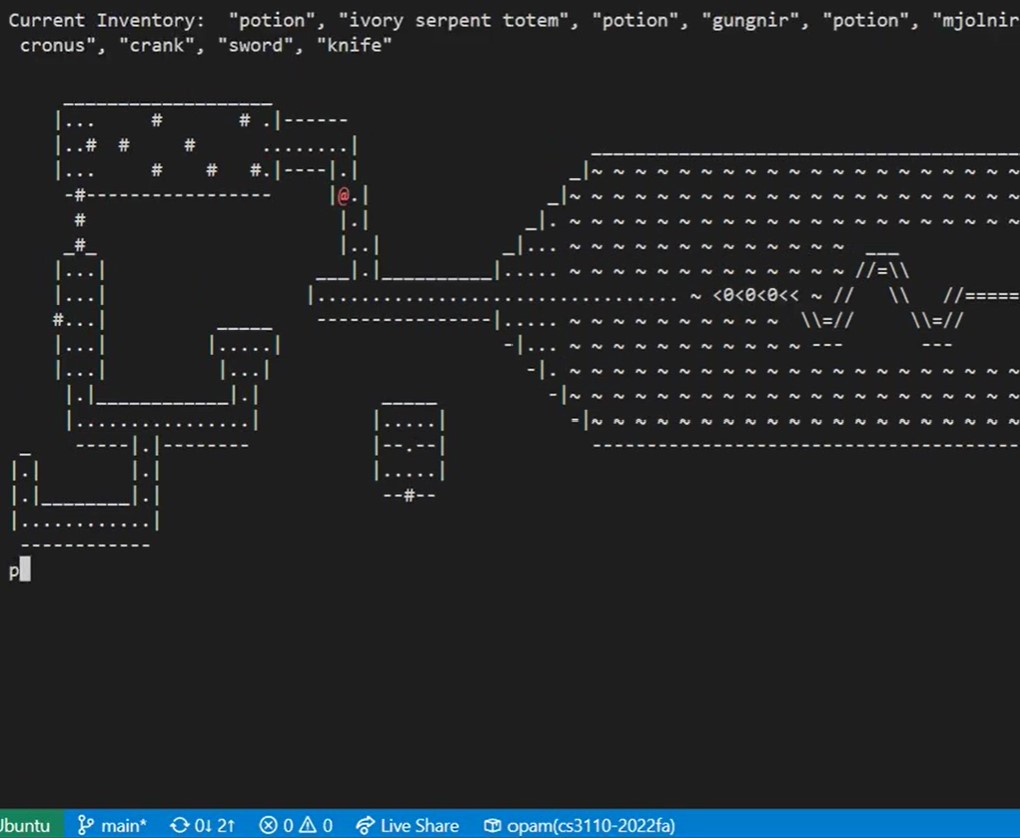 Current Inventory:  "potion", "ivory serpent totem", "potion", "gungnir", "potion", "mjolnir
 cronus", "crank", "sword", "knife"
     ___________________
    |...     #       # .|------
    |..# #     #      ........|
    |...     #    #   #.|----|.|                     _|~ ~ ~ ~ ~ ~ ~ ~ ~ ~ ~ ~ ~ ~ ~ ~ ~ ~ ~ ~
     -#-----------------     |@.|                  _|~ ~ ~ ~ ~ ~ ~ ~ ~ ~ ~ ~ ~ ~ ~ ~ ~ ~ ~ ~ ~
      #                       |.|                _|. ~ ~ ~ ~ ~ ~ ~ ~ ~ ~ ~ ~ ~ ~ ~ ~ ~ ~ ~ ~ ~
     _#_                      |..|             _|... ~ ~ ~ ~ ~ ~ ~ ~ ~ ~ ~ ~ ~  ___
    |...|                   ___|.|__________|..... ~ ~ ~ ~ ~ ~ ~ ~ ~ ~ ~ ~ ~ //=\\
    |...|                  |................................. ~ <0<0<0<< ~ //   \\   //=====
    #...|          _____    ----------------|..... ~ ~ ~ ~ ~ ~ ~ ~ ~ ~  \\=//     \\=//
    |...|         |.....|                    -|... ~ ~ ~ ~ ~ ~ ~ ~ ~ ~ ~ ---       ---
    |...|          |...|                       -|. ~ ~ ~ ~ ~ ~ ~ ~ ~ ~ ~ ~ ~ ~ ~ ~ ~ ~ ~ ~ ~
     |.|____________|.|           _____          -|~ ~ ~ ~ ~ ~ ~ ~ ~ ~ ~ ~ ~ ~ ~ ~ ~ ~ ~ ~ ~
     |...............|           |.....|           -|~ ~ ~ ~ ~ ~ ~ ~ ~ ~ ~ ~ ~ ~ ~ ~ ~ ~ ~ ~
 _    -----|.|--------           |--.--|             ---------------------------------------
|.|        |.|                   |.....|
|.|________|.|                    --#--
|............|
 ------------
p
Ubuntu main* 0↓ 2↑ 0 0 Live Share opam(cs3110-2022fa)